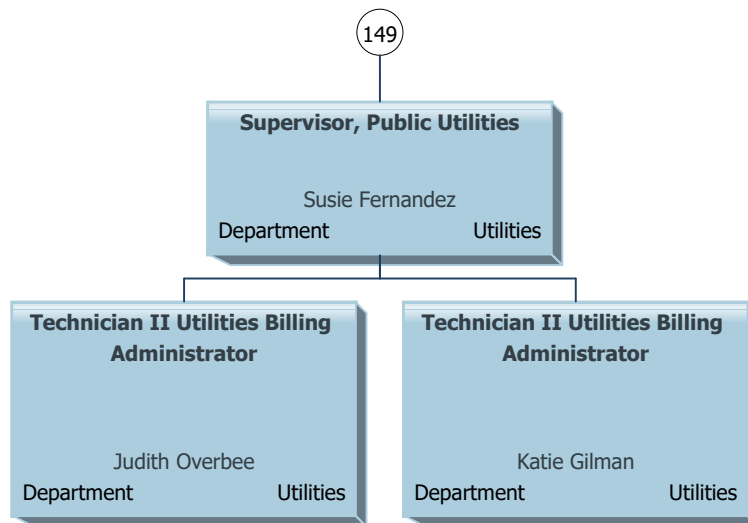 149
Supervisor, Public Utilities
Susie Fernandez
Department Utilities
Technician II Utilities Billing
Administrator
Judith Overbee
Department Utilities
Technician II Utilities Billing
Administrator
Katie Gilman
Department Utilities